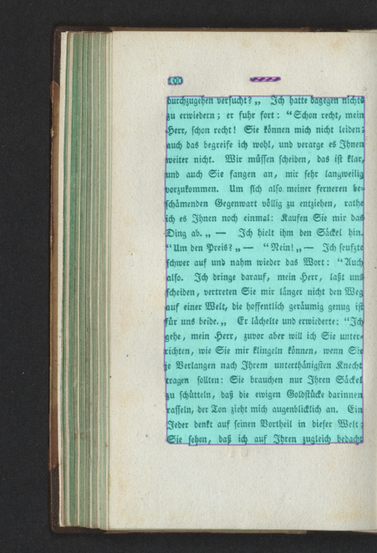 durchzugehen versucht?„ Ich hatte dagegen nichts
zu erwiedern; er fuhr fort: “Schon recht, mein
Herr, schon recht! Sie können mich nicht leiden;
auch das begreife ich wohl, und verarge es Ihnen
weiter nicht. Wir müssen scheiden, das ist klar,
und auch Sie fangen an, mir sehr langweilig
vorzukommen. Um sich also meiner ferneren be-
schämenden Gegenwart völlig zu entziehen, rathe
ich es Ihnen noch einmal: Kaufen Sie mir das
Ding ab.„ — Ich hielt ihm den Säckel hin.
“Um den Preis?„ — “Nein!„ — Ich seufzte
schwer auf und nahm wieder das Wort: “Auch
also. Ich dringe darauf, mein Herr, laßt uns
scheiden, vertreten Sie mir länger nicht den Weg
auf einer Welt, die hoffentlich geräumig genug ist
für uns beide.„ Er lächelte und erwiederte: “Ich
gehe, mein Herr, zuvor aber will ich Sie unter-
richten, wie Sie mir klingeln können, wenn Sie
je Verlangen nach Ihrem unterthänigsten Knecht
tragen sollten: Sie brauchen nur Ihren Säckel
zu schütteln, daß die ewigen Goldstücke darinnen
rasseln, der Ton zieht mich augenblicklich an. Ein
Jeder denkt auf seinen Vortheil in dieser Welt;
Sie sehen, daß ich auf Ihren zugleich bedacht